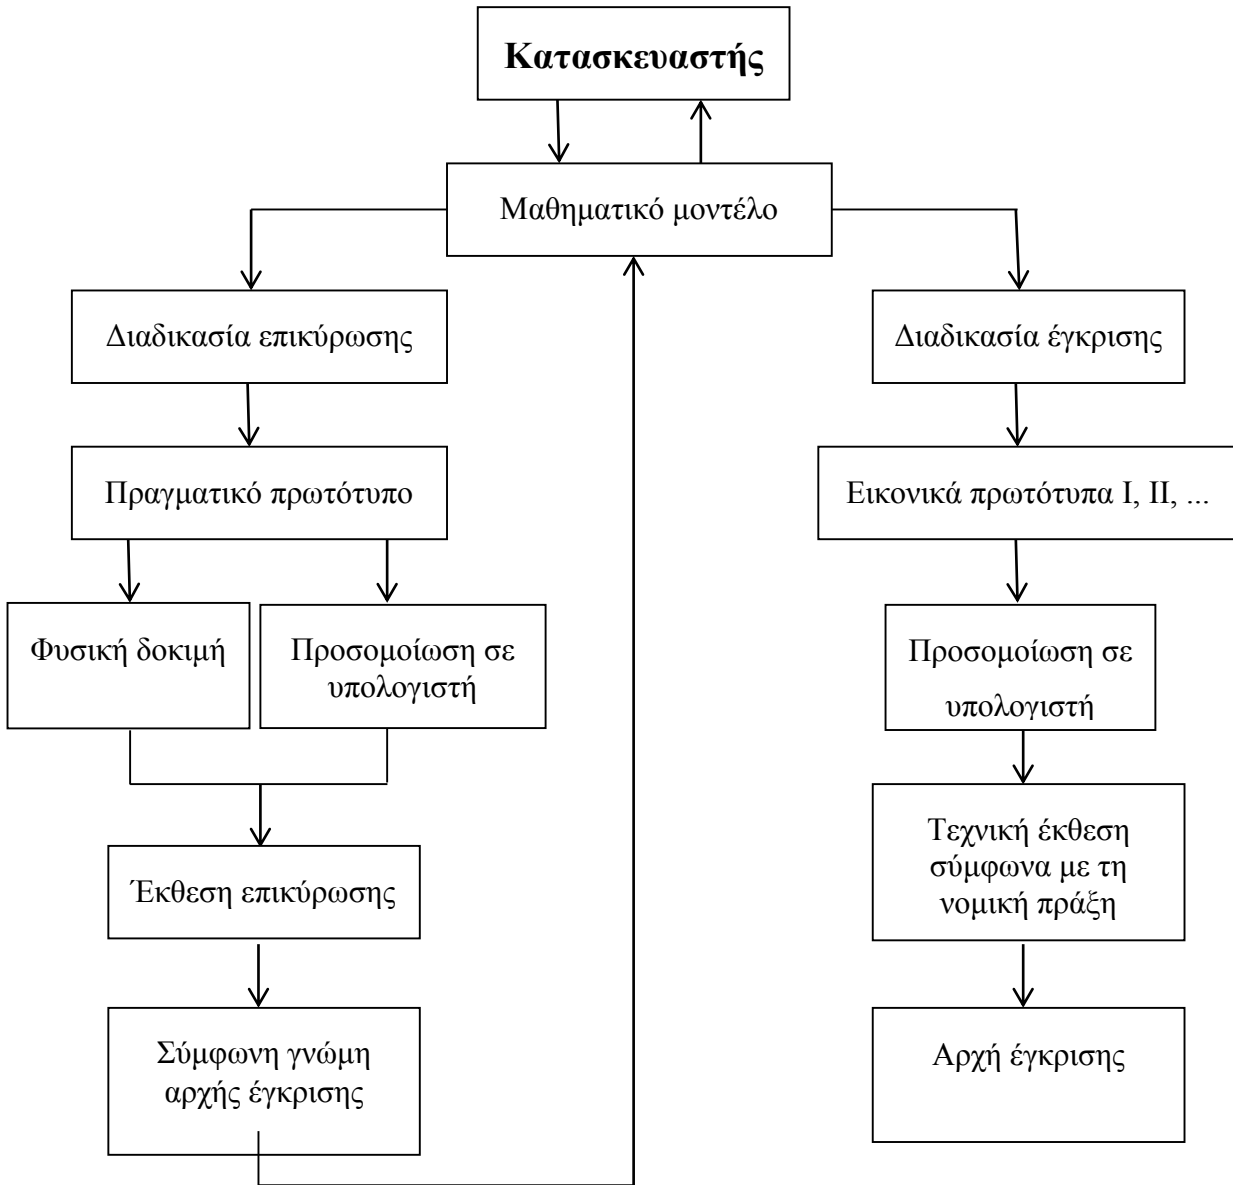 Κατασκευαστής
Μαθηματικό μοντέλο
Διαδικασία επικύρωσης
Διαδικασία έγκρισης
Πραγματικό πρωτότυπο
Εικονικά πρωτότυπα I, II, ...
Φυσική δοκιμή
Προσομοίωση σε
υπολογιστή
Προσομοίωση σε
υπολογιστή
Τεχνική έκθεση
σύμφωνα με τη
νομική πράξη
Έκθεση επικύρωσης
Σύμφωνη γνώμη
αρχής έγκρισης
Αρχή έγκρισης